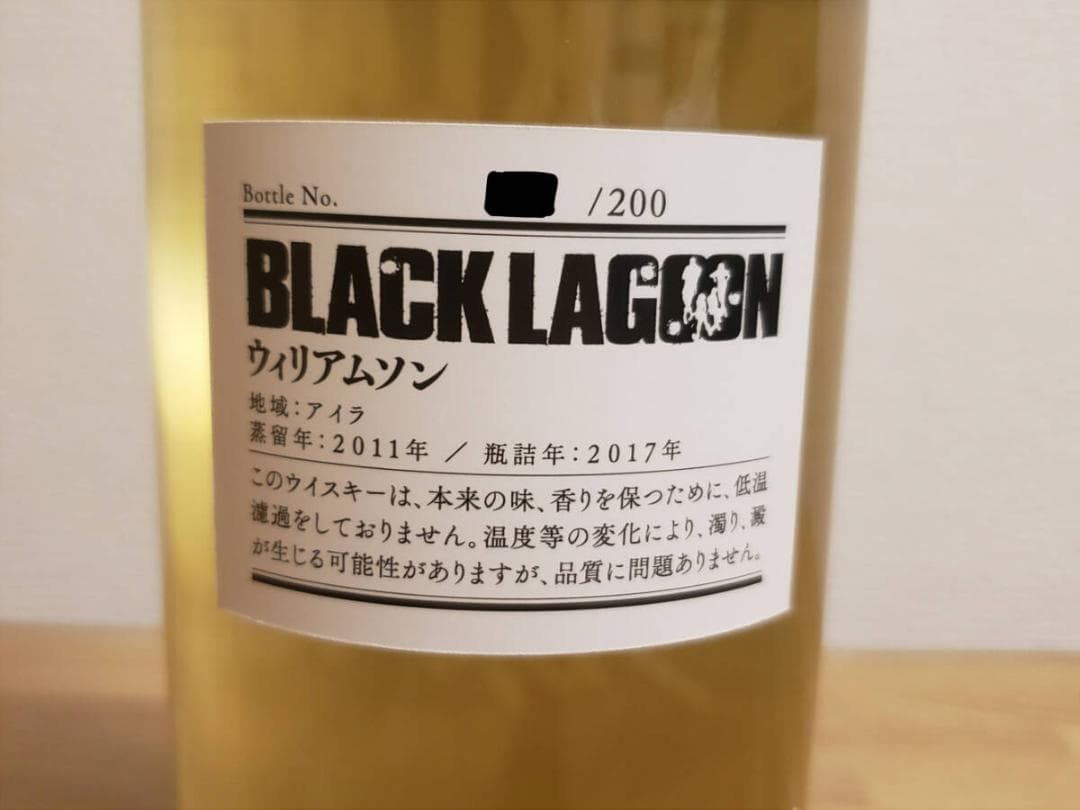 Bottle No. /200
BLACK LAGOON
ウィリアムソン
地域：アイラ
蒸留年：2011年 ／ 瓶詰年：2017年
このウイスキーは、本来の味、香りを保つために、低温
濾過をしておりません。温度等の変化により、濁り、澱
が生じる可能性がありますが、品質に問題ありません。